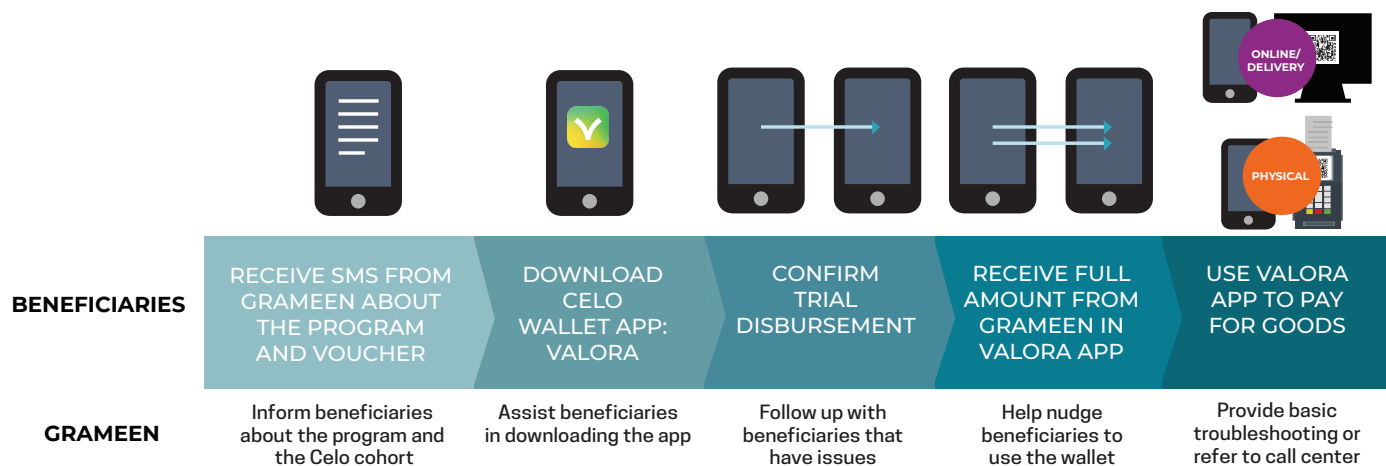 ONLINE/
DELIVERY
PHYSICAL
BENEFICIARIES
RECEIVE SMS FROM
GRAMEEN ABOUT
THE PROGRAM
AND VOUCHER
DOWNLOAD
CELO
WALLET APP:
VALORA
CONFIRM
TRIAL
DISBURSEMENT
RECEIVE FULL
AMOUNT FROM
GRAMEEN IN
VALORA APP
USE VALORA
APP TO PAY
FOR GOODS
GRAMEEN
Inform beneficiaries
about the program and
the Celo cohort
Assist beneficiaries
in downloading the app
Follow up with
beneficiaries that
have issues
Help nudge
beneficiaries to
use the wallet
Provide basic
troubleshooting or
refer to call center